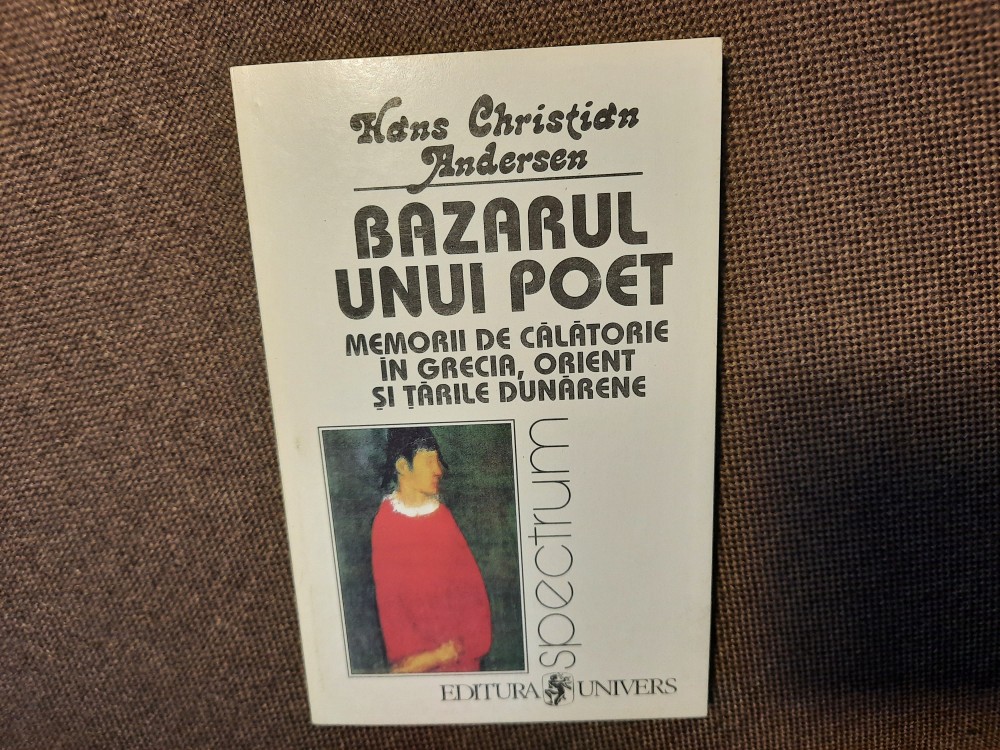 Hans Christian
Andersen
BAZARUL
UNUI POET
MEMORII DE CĂLĂTORIE
ÎN GRECIA, ORIENT
ȘI ȚĂRILE DUNĂRENE
spectrum
EDITURA UNIVERS